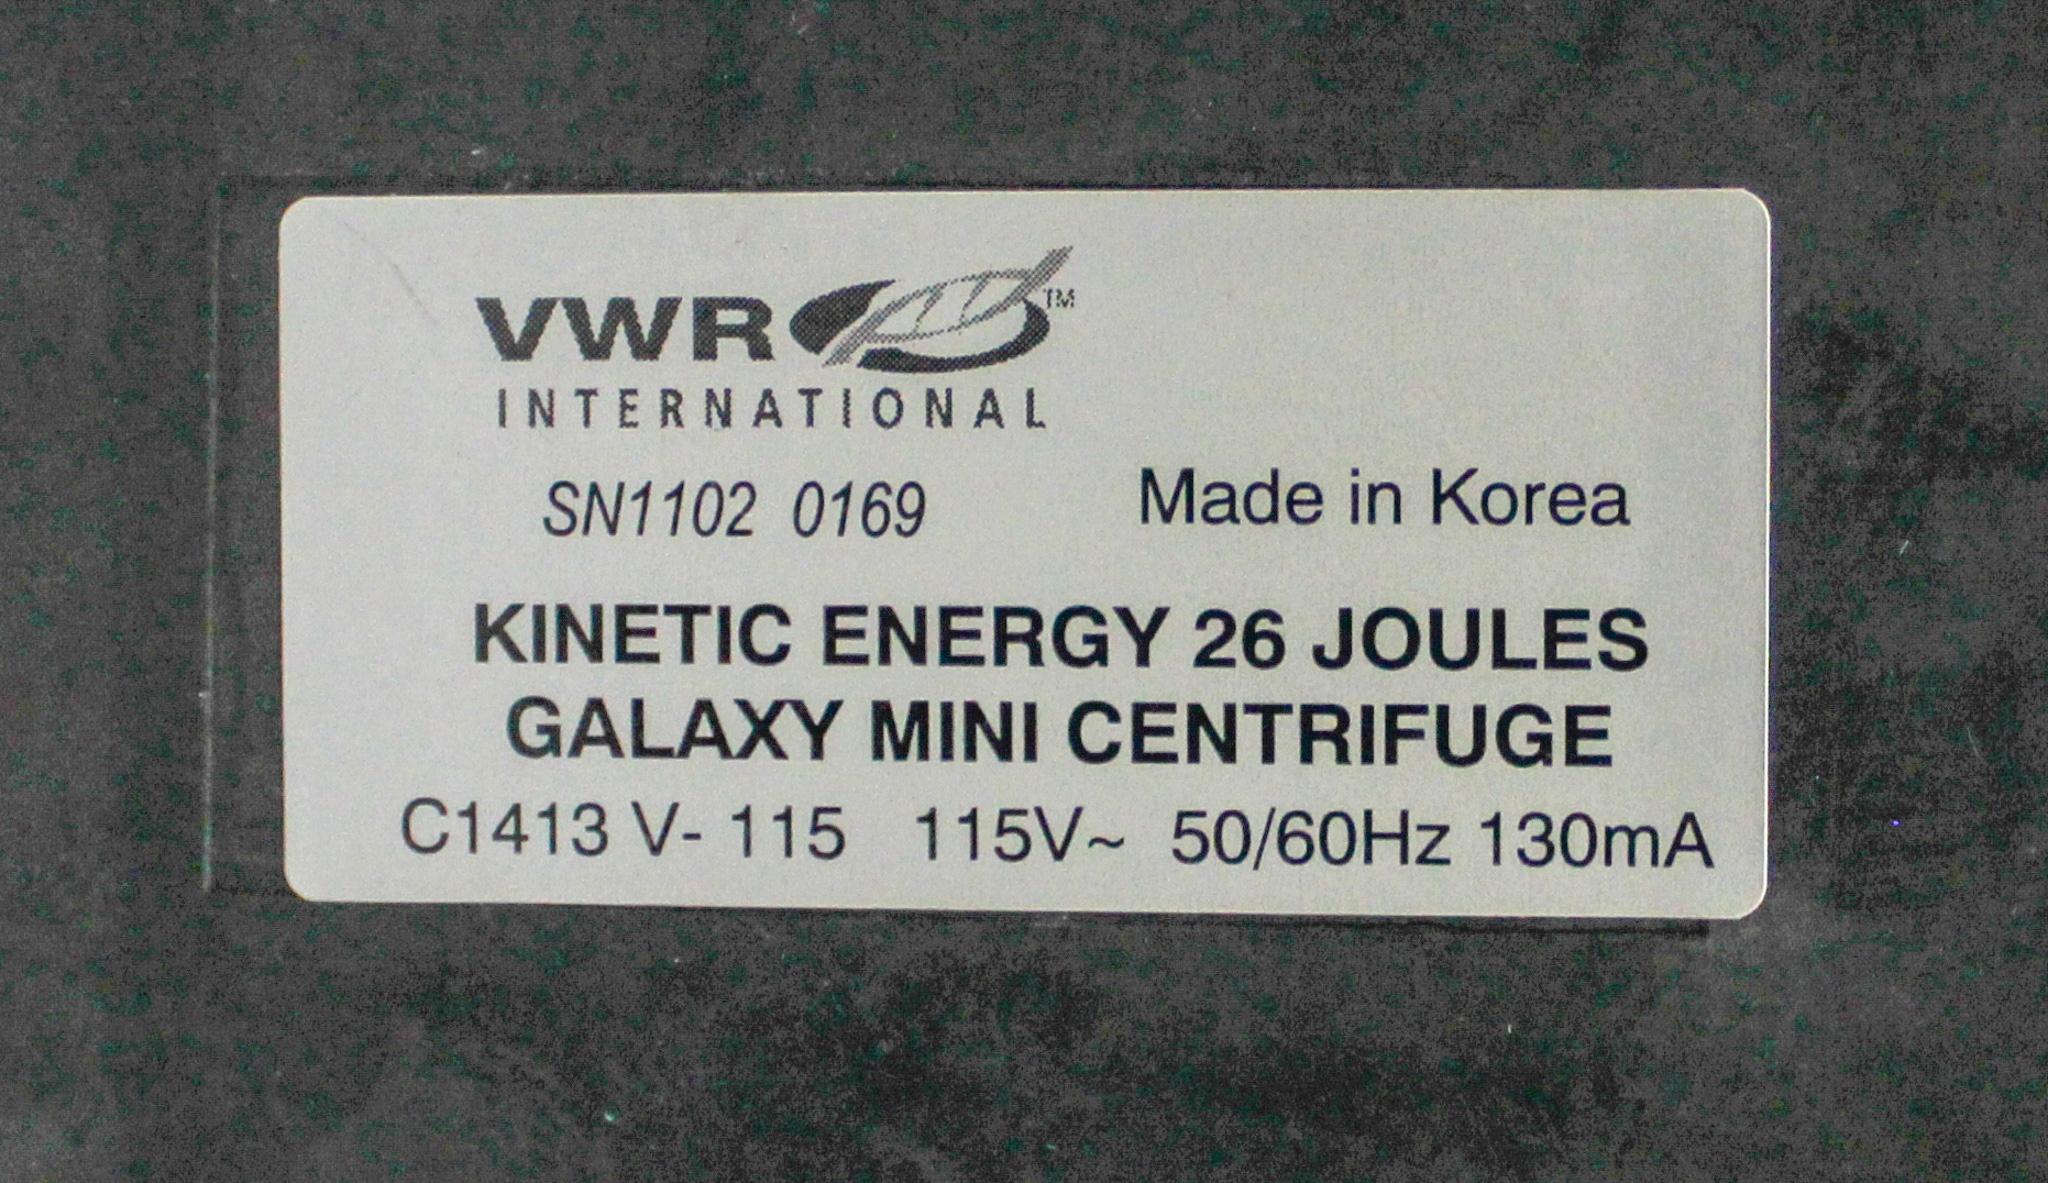 VWR™
INTERNATIONAL
SN1102 0169 Made in Korea
KINETIC ENERGY 26 JOULES
GALAXY MINI CENTRIFUGE
C1413 V- 115 115V~ 50/60Hz 130mA